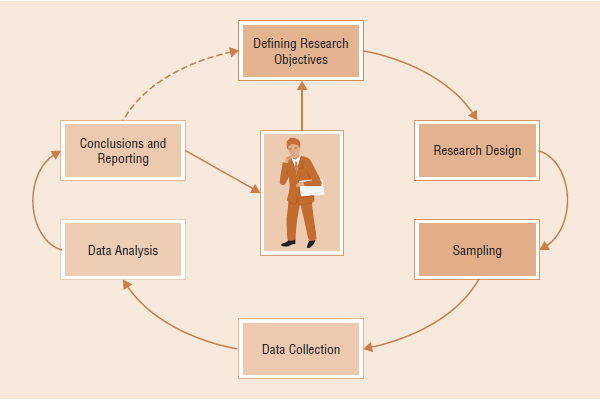 Defining Research
Objectives
Conclusions and
Reporting
Research Design
Data Analysis
Sampling
Data Collection